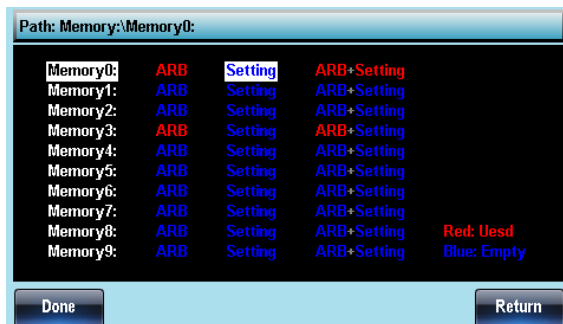 Path: Memory:\Memory0:
Memory0: ARB Setting ARB+Setting
Memory1: ARB Setting ARB+Setting
Memory2: ARB Setting ARB+Setting
Memory3: ARB Setting ARB+Setting
Memory4: ARB Setting ARB+Setting
Memory5: ARB Setting ARB+Setting
Memory6: ARB Setting ARB+Setting
Memory7: ARB Setting ARB+Setting
Memory8: ARB Setting ARB+Setting Red: Uesd
Memory9: ARB Setting ARB+Setting Blue: Empty
Done Return